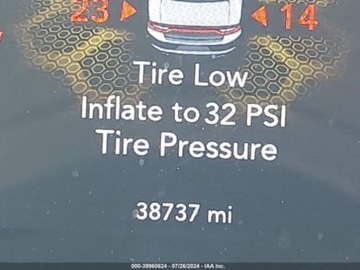 23 14
Tire Low
Inflate to 32 PSI
Tire Pressure
38737 mi
000-39960624 - 07/26/2024 - IAA Inc.